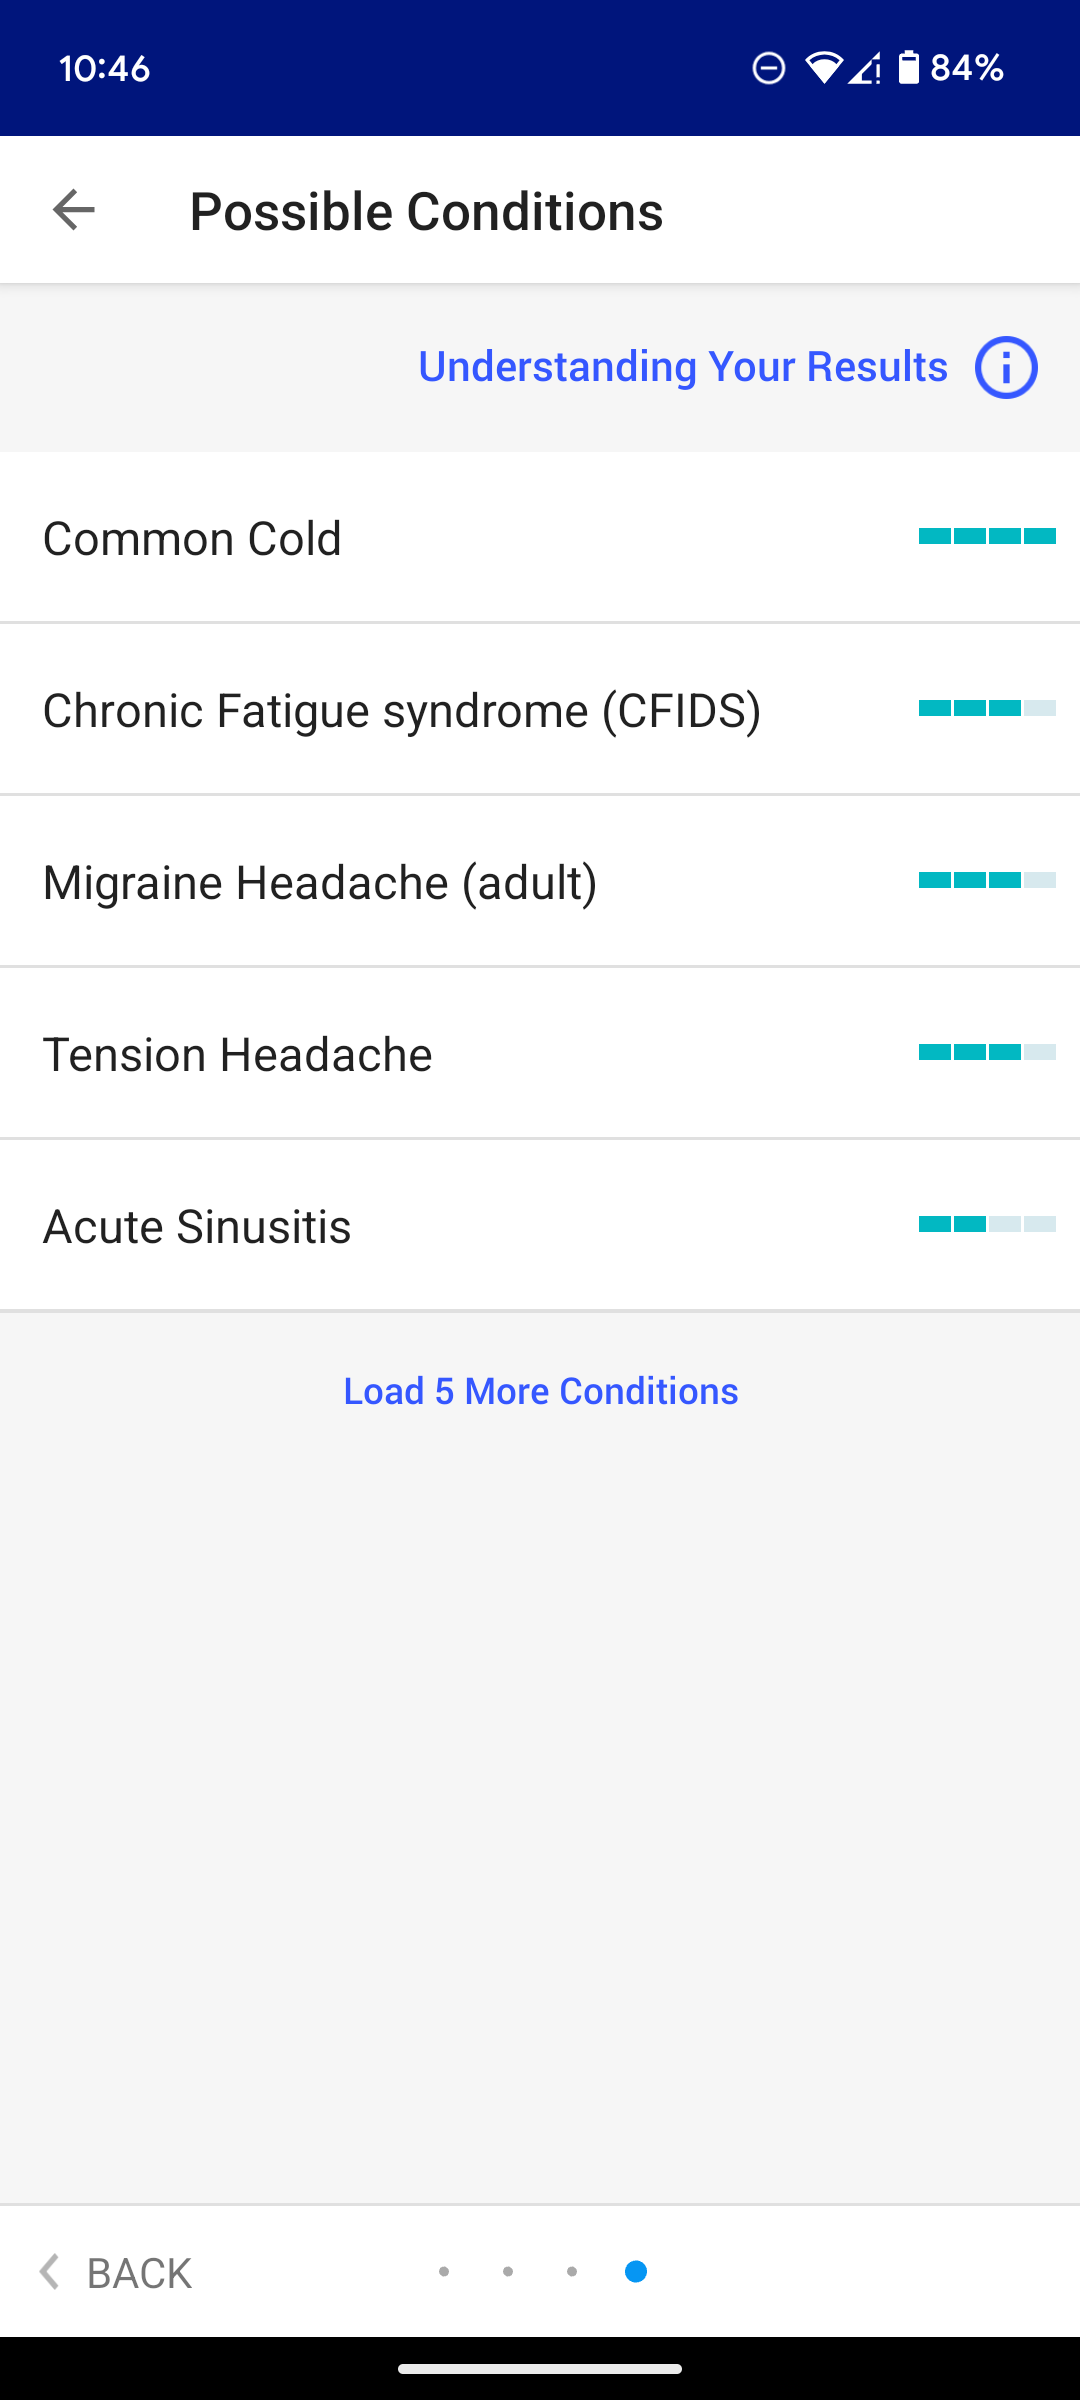 10:46
84%
Possible Conditions
Understanding Your Results
Common Cold
Chronic Fatigue syndrome (CFIDS)
Migraine Headache (adult)
Tension Headache
Acute Sinusitis
Load 5 More Conditions
BACK